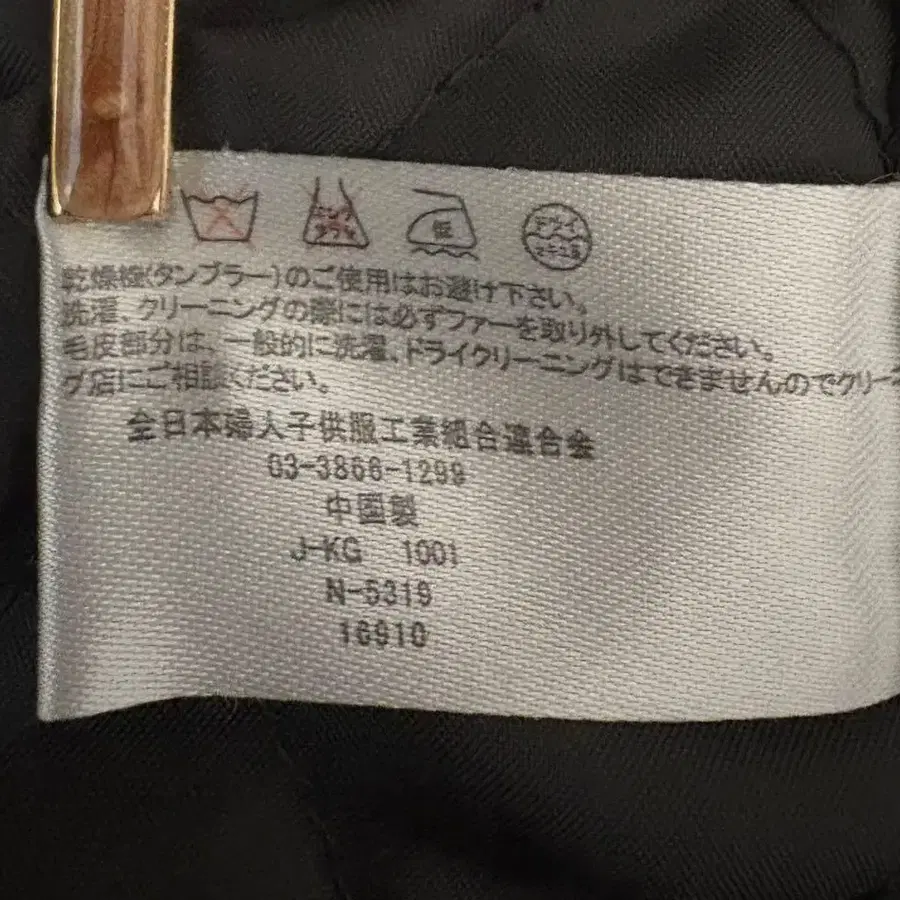 低
ドライ
乾燥機(タンブラー)のご使用はお避け下さい。
洗濯、クリーニングの際には必ずファーを取り外してください。
毛皮部分は、一般的に洗濯、ドライクリーニングはできませんのでクリー
グ店にご相談ください。
全日本婦人子供服工業組合連合会
03-3866-1299
中国製
J-KG 1001
N-5319
16910